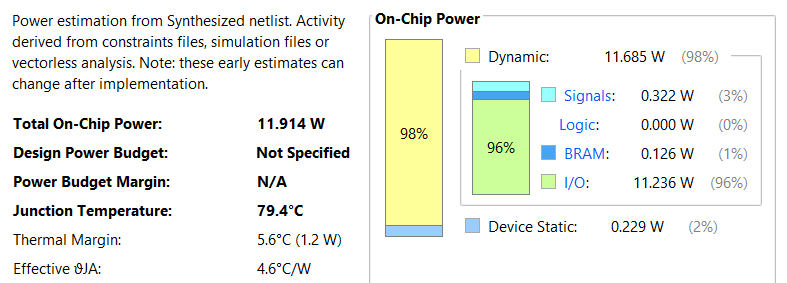 Power estimation from Synthesized netlist. Activity
derived from constraints files, simulation files or
vectorless analysis. Note: these early estimates can
change after implementation.
Total On-Chip Power: 11.914 W
Design Power Budget: Not Specified
Power Budget Margin: N/A
Junction Temperature: 79.4°C
Thermal Margin: 5.6°C (1.2 W)
Effective ϑJA: 4.6°C/W
On-Chip Power
98%
96%
Dynamic: 11.685 W (98%)
Signals: 0.322 W (3%)
Logic: 0.000 W (0%)
BRAM: 0.126 W (1%)
I/O: 11.236 W (96%)
Device Static: 0.229 W (2%)